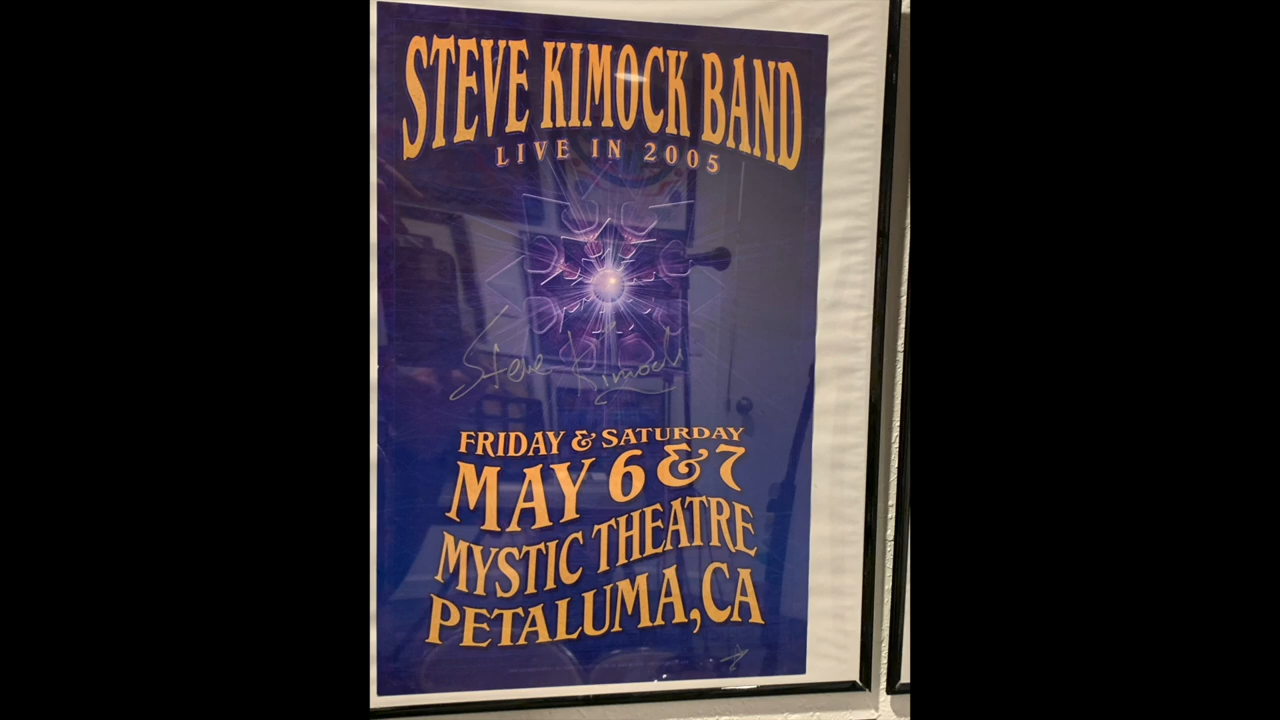 STEVE KIMOCK BAND
LIVE IN 2005
Steve Kimock
FRIDAY & SATURDAY
MAY 6 & 7
MYSTIC THEATRE
PETALUMA, CA